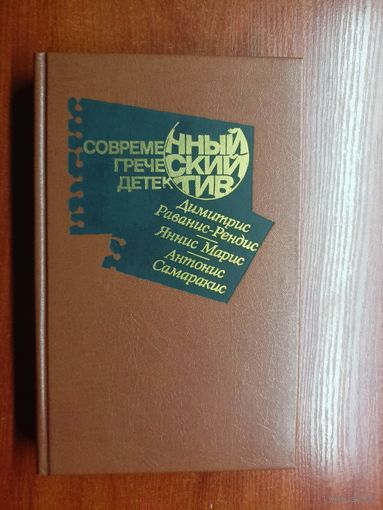 СОВРЕМЕННЫЙ
ГРЕЧЕСКИЙ
ДЕТЕКТИВ
Димитрис
Раванис-Рендис
Яннис Марис
Антонис
Самаракис